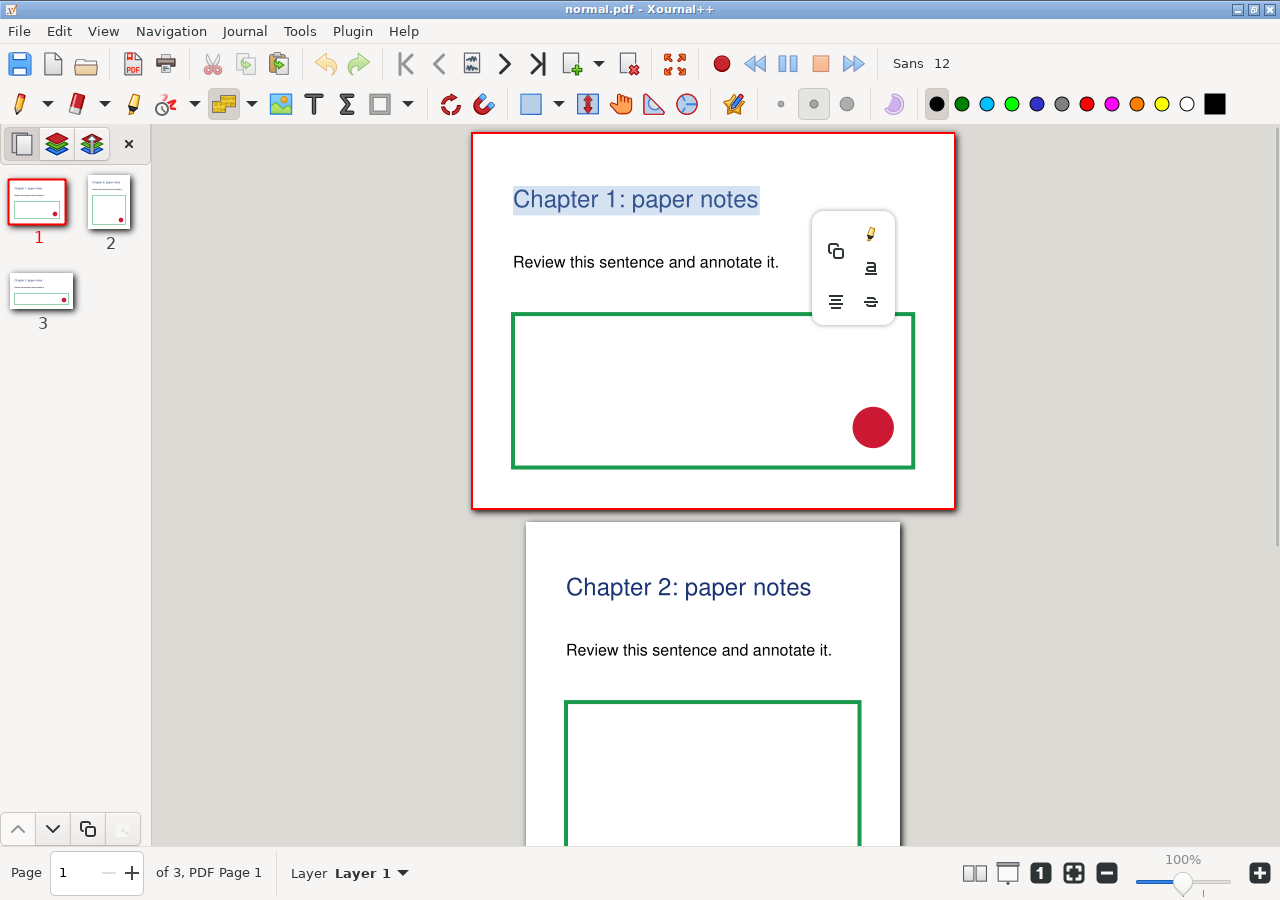 normal.pdf - Xournal++
File Edit View Navigation Journal Tools Plugin Help
PDF
Sans 12
Chapter 1: paper notes
Review this sentence and annotate it.
Chapter 2: paper notes
Review this sentence and annotate it.
1
2
3
Page 1 of 3, PDF Page 1 Layer Layer 1
100%